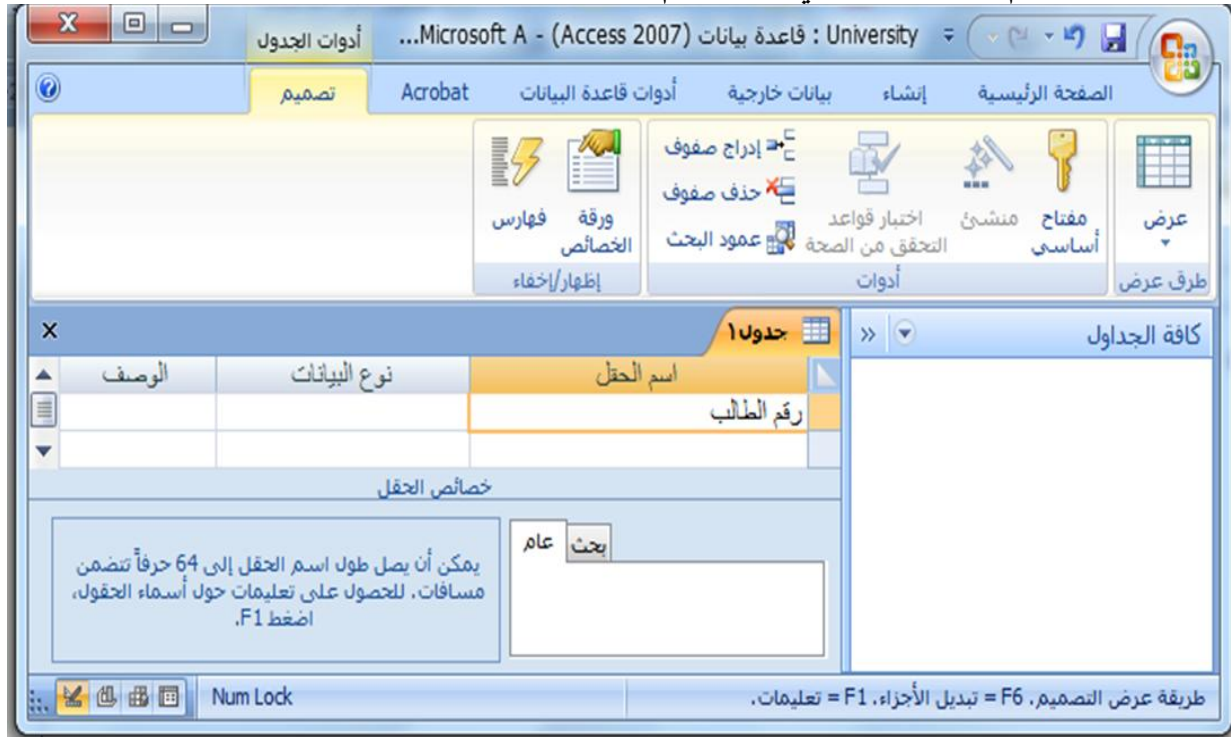 University : قاعدة بيانات (Access 2007) - Microsoft A...
أدوات الجدول
الصفحة الرئيسية
إنشاء
بيانات خارجية
أدوات قاعدة البيانات
Acrobat
تصميم
عرض
مفتاح أساسي
منشئ
اختبار قواعد التحقق من الصحة
إدراج صفوف
حذف صفوف
عمود البحث
ورقة الخصائص
فهارس
طرق عرض
أدوات
إظهار/إخفاء
كافة الجداول
جدول١
اسم الحقل
نوع البيانات
الوصف
رقم الطالب
خصائص الحقل
عام
بحث
يمكن أن يصل طول اسم الحقل إلى 64 حرفاً تتضمن
مسافات. للحصول على تعليمات حول أسماء الحقول،
اضغط F1.
طريقة عرض التصميم. F6 = تبديل الأجزاء. F1 = تعليمات.
Num Lock